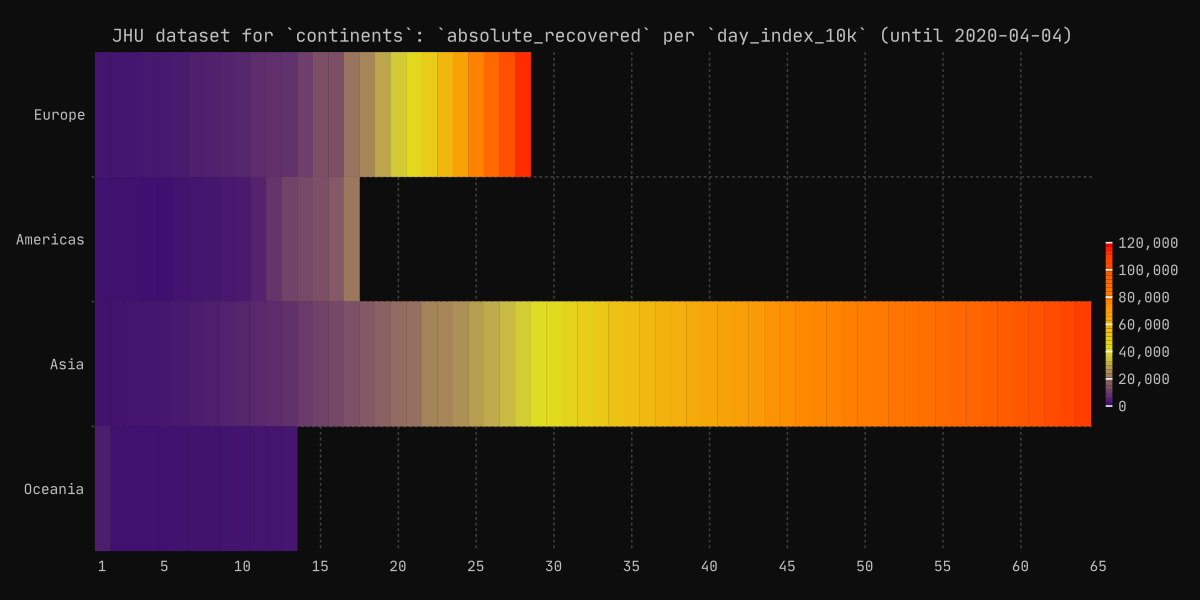 JHU dataset for `continents`: `absolute_recovered` per `day_index_10k` (until 2020-04-04)
Europe
Americas
Asia
Oceania
120,000
100,000
80,000
60,000
40,000
20,000
0
1 5 10 15 20 25 30 35 40 45 50 55 60 65